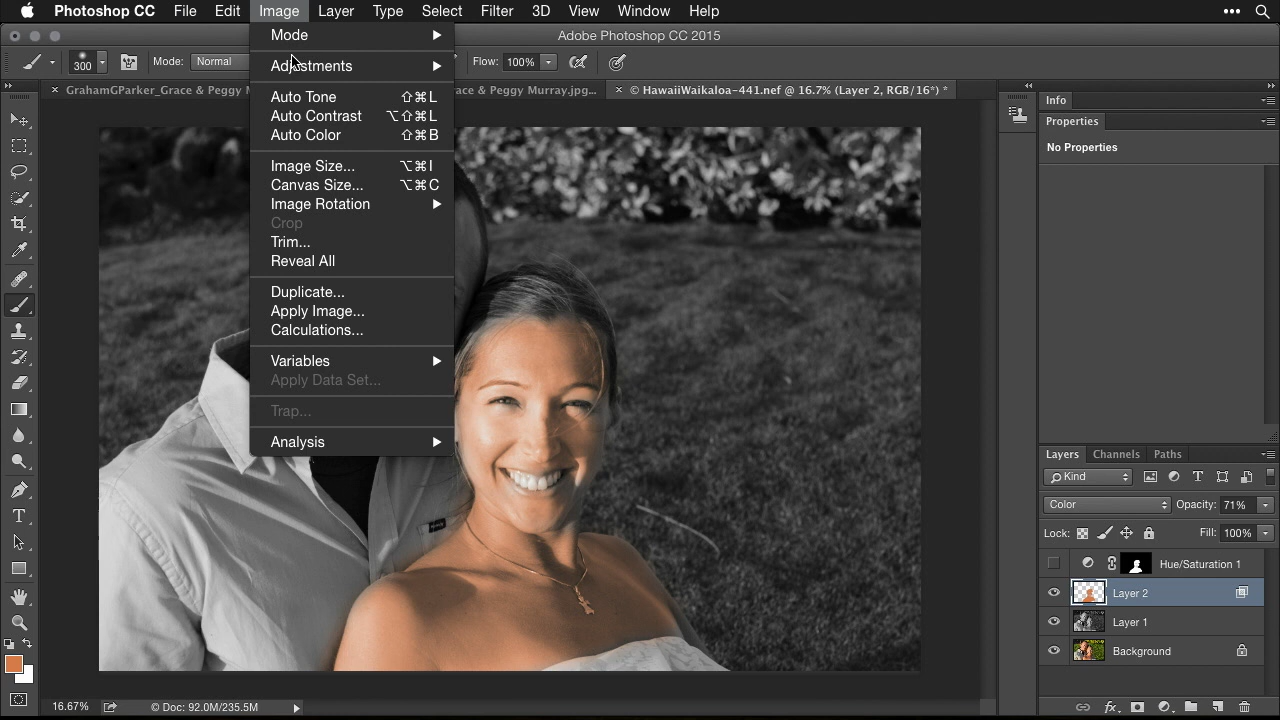 Photoshop CC File Edit Image Layer Type Select Filter 3D View Window Help
Adobe Photoshop CC 2015
300 Mode: Normal Flow: 100%
GrahamGParker_Grace & Peggy M
ace & Peggy Murray.jpg...
© HawaiiWaikaloa-441.nef @ 16.7% (Layer 2, RGB/16*) *
Mode
Adjustments
Auto Tone ⇧⌘L
Auto Contrast ⌥⇧⌘L
Auto Color ⇧⌘B
Image Size... ⌥⌘I
Canvas Size... ⌥⌘C
Image Rotation
Crop
Trim...
Reveal All
Duplicate...
Apply Image...
Calculations...
Variables
Apply Data Set...
Trap...
Analysis
Info
Properties
No Properties
Layers Channels Paths
Kind
Color Opacity: 71%
Lock: Fill: 100%
Hue/Saturation 1
Layer 2
Layer 1
Background
16.67% © Doc: 92.0M/235.5M